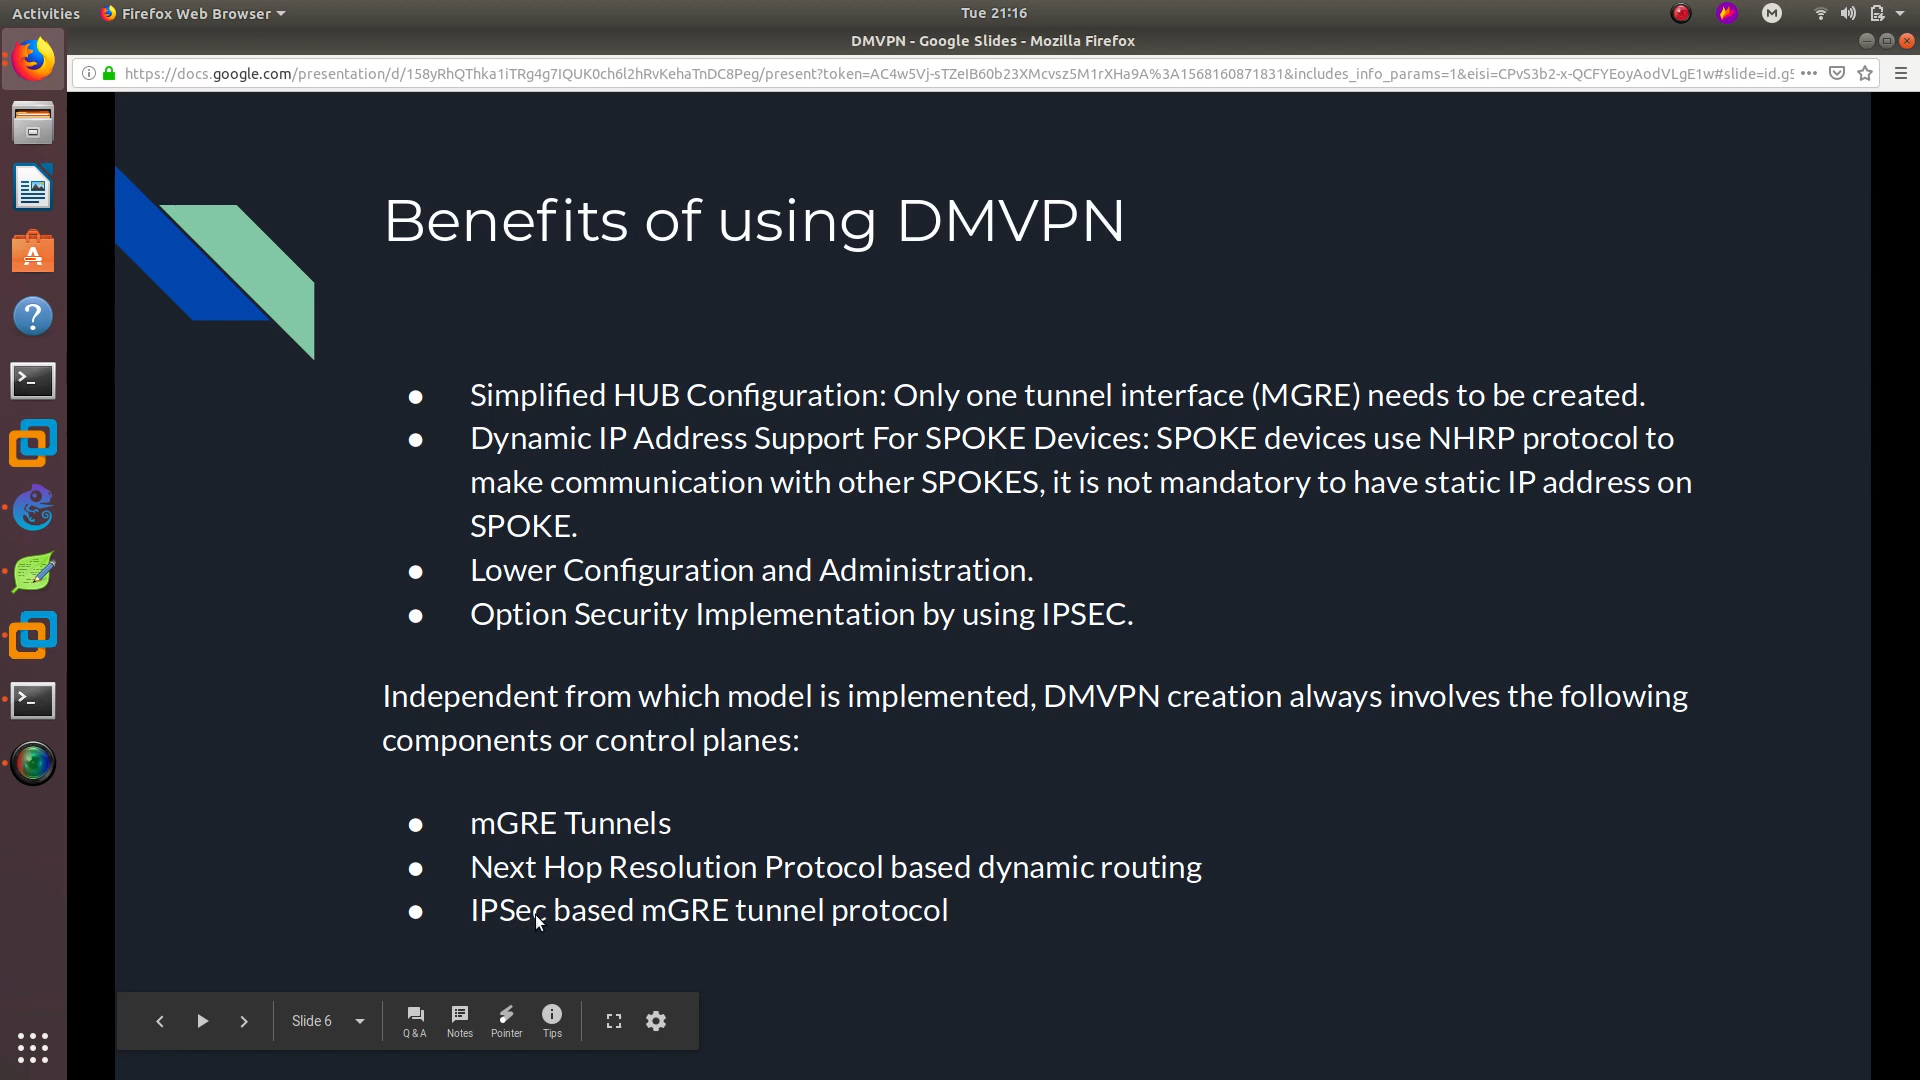 Activities
Firefox Web Browser
Tue 21:16
M
DMVPN - Google Slides - Mozilla Firefox
https://docs.google.com/presentation/d/158yRhQThka1iTRg4g7IQUK0ch6l2hRvKehaTnDC8Peg/present?token=AC4w5Vj-sTZeIB60b23XMcvsz5M1rXHa9A%3A1568160871831&includes_info_params=1&eisi=CPvS3b2-x-QCFYEoyAodVLgE1w#slide=id.g5
Benefits of using DMVPN
● Simplified HUB Configuration: Only one tunnel interface (MGRE) needs to be created.
● Dynamic IP Address Support For SPOKE Devices: SPOKE devices use NHRP protocol to
make communication with other SPOKES, it is not mandatory to have static IP address on
SPOKE.
● Lower Configuration and Administration.
● Option Security Implementation by using IPSEC.
Independent from which model is implemented, DMVPN creation always involves the following
components or control planes:
● mGRE Tunnels
● Next Hop Resolution Protocol based dynamic routing
● IPSec based mGRE tunnel protocol
Slide 6
Q & A
Notes
Pointer
Tips